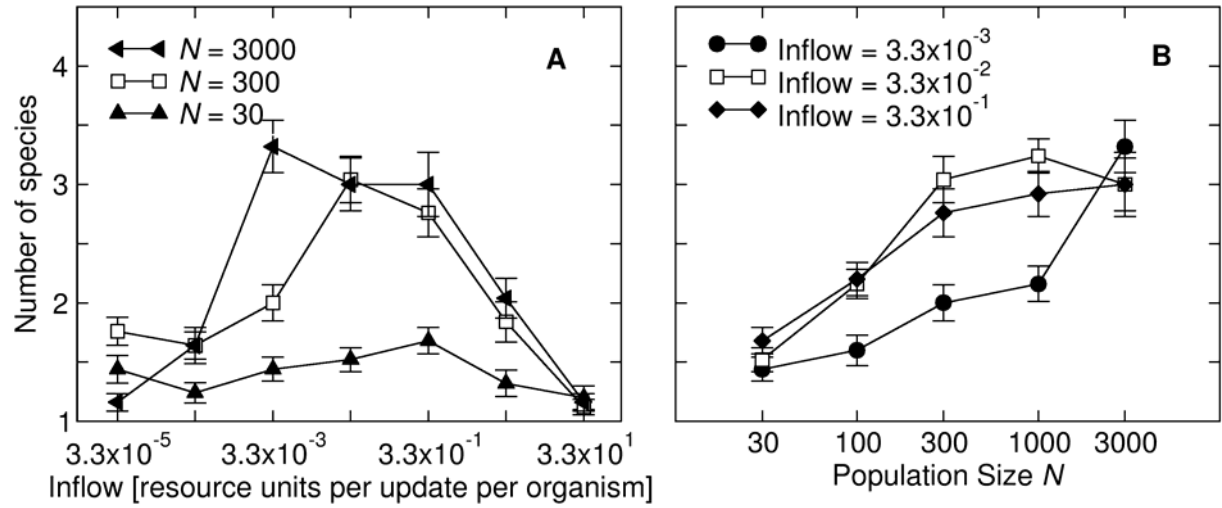 A
N = 3000
N = 300
N = 30
Number of species
4
3
2
1
3.3x10⁻⁵ 3.3x10⁻³ 3.3x10⁻¹ 3.3x10¹
Inflow [resource units per update per organism]
B
Inflow = 3.3x10⁻³
Inflow = 3.3x10⁻²
Inflow = 3.3x10⁻¹
30 100 300 1000 3000
Population Size N